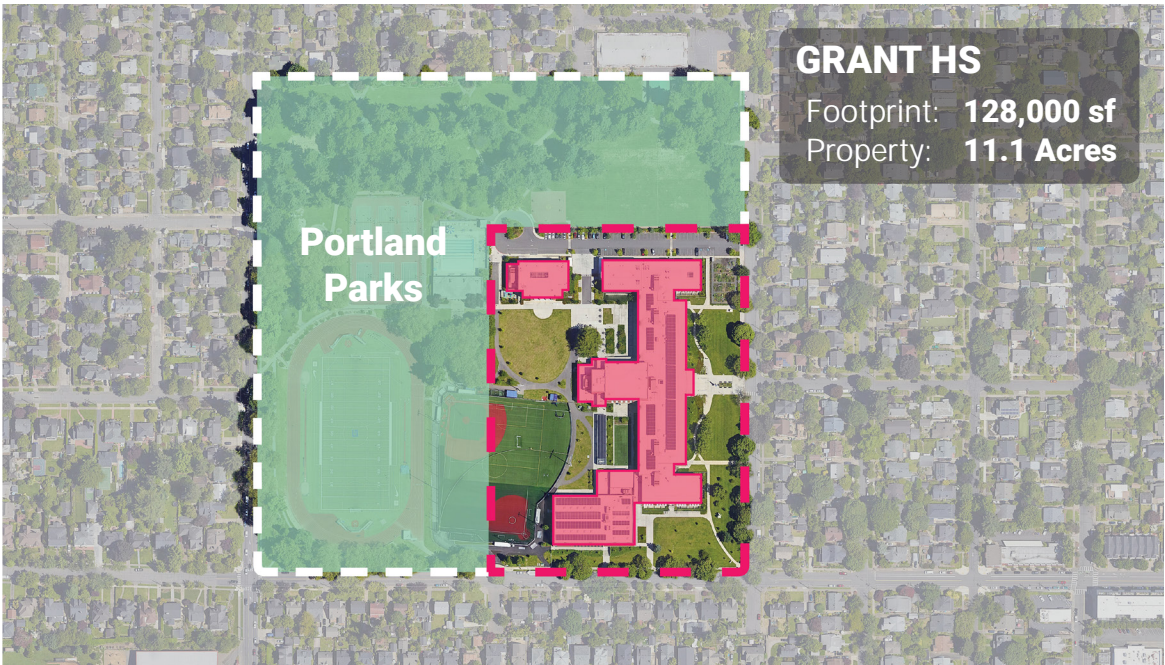 GRANT HS
Footprint: 128,000 sf
Property: 11.1 Acres
Portland
Parks